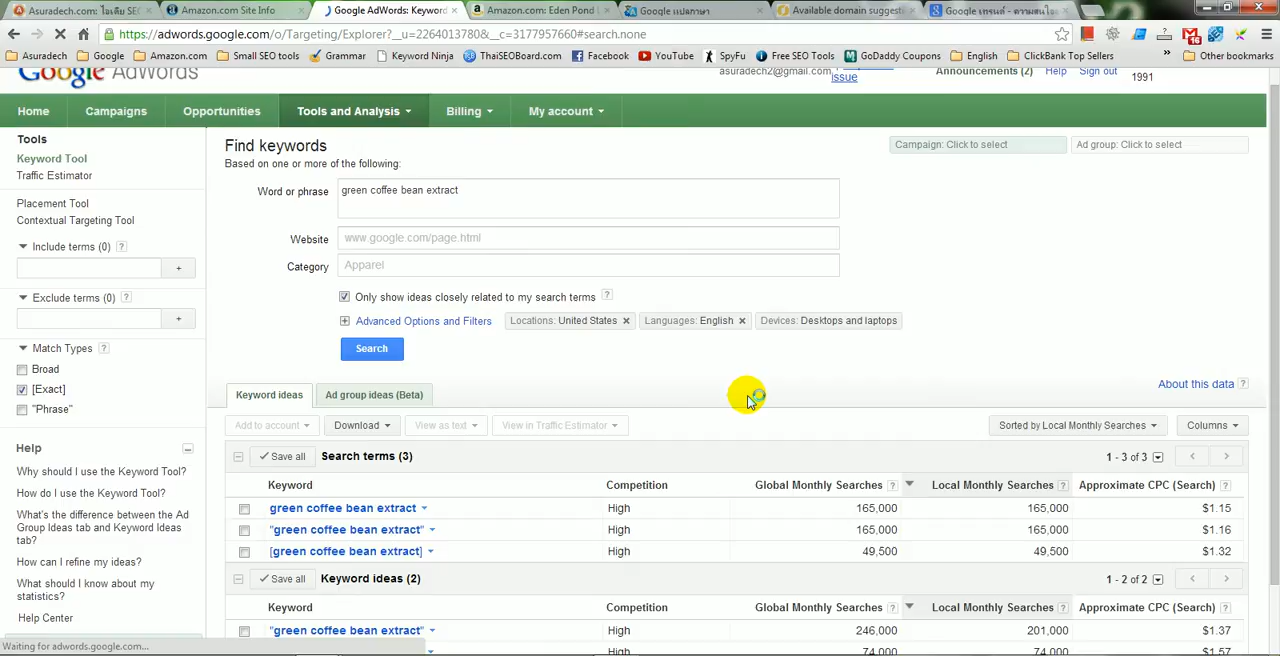 Asuradech.com: ไอเดีย SEO
Amazon.com Site Info
Google AdWords: Keyword
Amazon.com: Eden Pond L
Google แปลภาษา
Available domain suggest
Google เทรนด์ - ความสนใจ
https://adwords.google.com/o/Targeting/Explorer?__u=2264013780&__c=3177957660#search.none
16
Asuradech
Google
Amazon.com
Small SEO tools
Grammar
Keyword Ninja
ThaiSEOBoard.com
Facebook
YouTube
SpyFu
Free SEO Tools
GoDaddy Coupons
English
ClickBank Top Sellers
»
Other bookmarks
Google AdWords
asuradech2@gmail.com
issue
Announcements (2)
Help
Sign out
1991
Home
Campaigns
Opportunities
Tools and Analysis
Billing
My account
Tools
Keyword Tool
Traffic Estimator
Placement Tool
Contextual Targeting Tool
Include terms (0) ?
+
Exclude terms (0) ?
+
Match Types ?
Broad
[Exact]
"Phrase"
Help
Why should I use the Keyword Tool?
How do I use the Keyword Tool?
What's the difference between the Ad
Group Ideas tab and Keyword Ideas
tab?
How can I refine my ideas?
What should I know about my
statistics?
Help Center
Find keywords
Based on one or more of the following:
Campaign: Click to select
Ad group: Click to select
Word or phrase green coffee bean extract
Website www.google.com/page.html
Category Apparel
Only show ideas closely related to my search terms ?
Advanced Options and Filters Locations: United States × Languages: English × Devices: Desktops and laptops
Search
About this data ?
Keyword ideas Ad group ideas (Beta)
Add to account Download View as text View in Traffic Estimator Sorted by Local Monthly Searches Columns
Save all Search terms (3) 1 - 3 of 3
Keyword Competition Global Monthly Searches ? Local Monthly Searches ? Approximate CPC (Search) ?
green coffee bean extract High 165,000 165,000 $1.15
"green coffee bean extract" High 165,000 165,000 $1.16
[green coffee bean extract] High 49,500 49,500 $1.32
Save all Keyword ideas (2) 1 - 2 of 2
Keyword Competition Global Monthly Searches ? Local Monthly Searches ? Approximate CPC (Search) ?
"green coffee bean extract" High 246,000 201,000 $1.37
High 74,000 74,000 $1.57
Waiting for adwords.google.com...